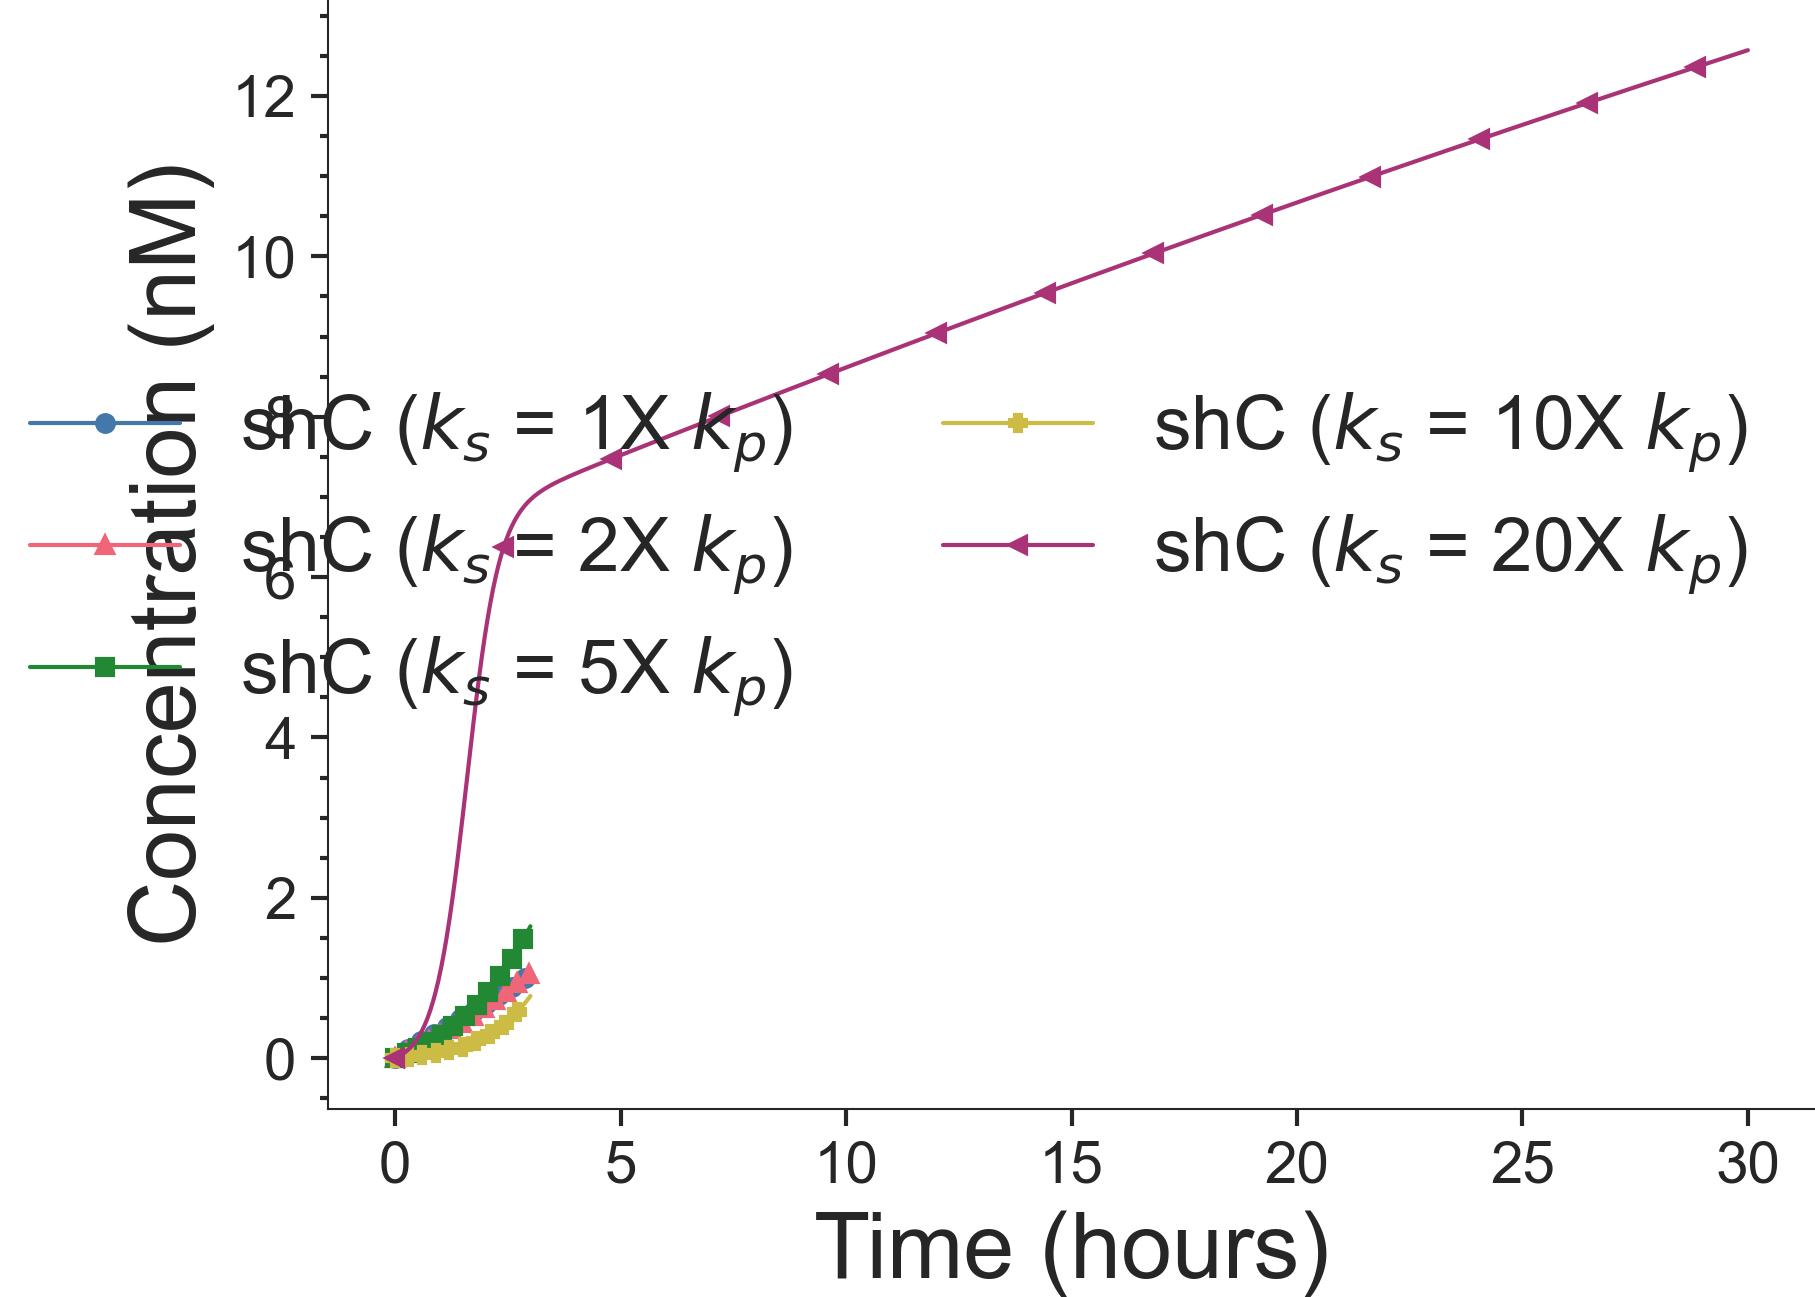 Concentration (nM)
12
10
8
6
4
2
0
shC (kₛ = 1X kₚ)
shC (kₛ = 2X kₚ)
shC (kₛ = 5X kₚ)
shC (kₛ = 10X kₚ)
shC (kₛ = 20X kₚ)
0 5 10 15 20 25 30
Time (hours)